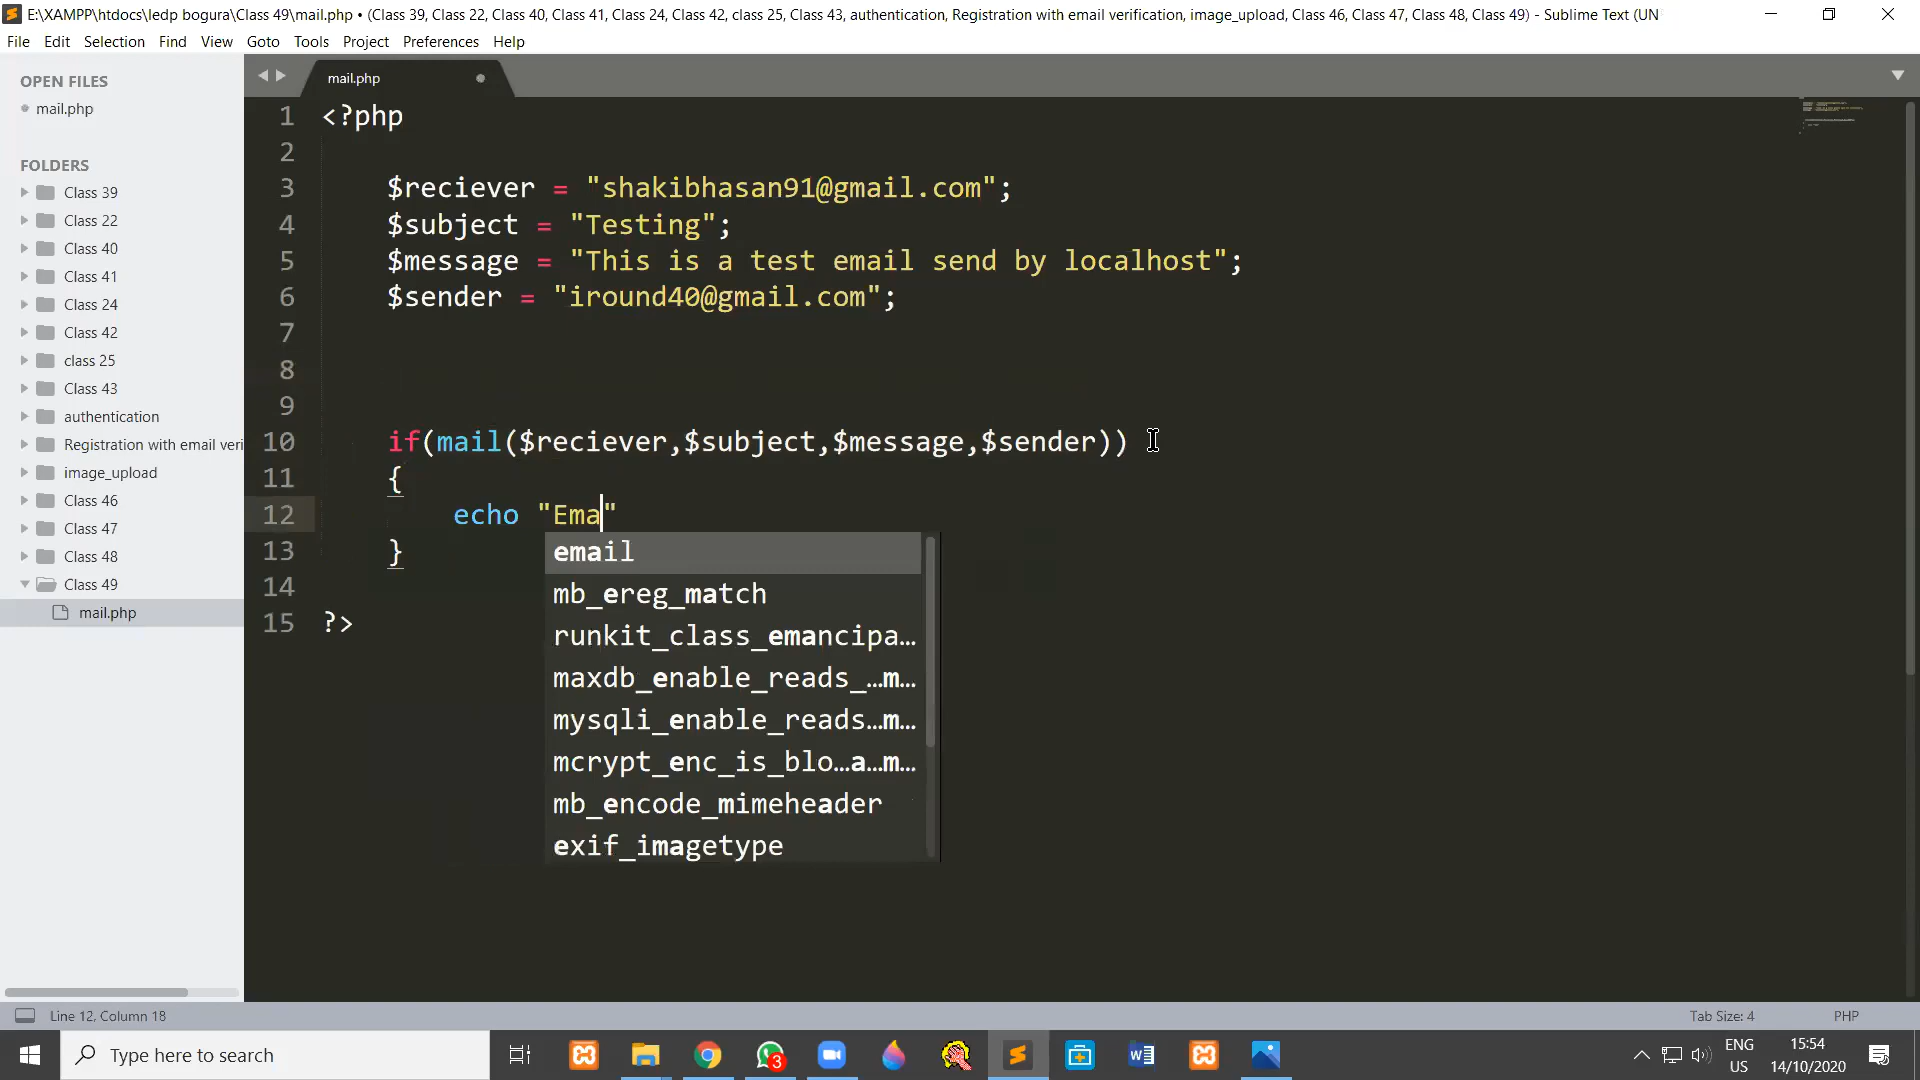 E:\XAMPP\htdocs\ledp bogura\Class 49\mail.php • (Class 39, Class 22, Class 40, Class 41, Class 24, Class 42, class 25, Class 43, authentication, Registration with email verification, image_upload, Class 46, Class 47, Class 48, Class 49) - Sublime Text (UN
File Edit Selection Find View Goto Tools Project Preferences Help
OPEN FILES
mail.php
FOLDERS
Class 39
Class 22
Class 40
Class 41
Class 24
Class 42
class 25
Class 43
authentication
Registration with email veri
image_upload
Class 46
Class 47
Class 48
Class 49
mail.php
mail.php
1 <?php
2
3 $reciever = "shakibhasan91@gmail.com";
4 $subject = "Testing";
5 $message = "This is a test email send by localhost";
6 $sender = "iround40@gmail.com";
7
8
9
10 if(mail($reciever,$subject,$message,$sender))
11 {
12 echo "Ema"
13 }
14
15 ?>
email
mb_ereg_match
runkit_class_emancipa…
maxdb_enable_reads_…m…
mysqli_enable_reads…m…
mcrypt_enc_is_blo…a…m…
mb_encode_mimeheader
exif_imagetype
Line 12, Column 18
Tab Size: 4
PHP
Type here to search
3
ENG
US
15:54
14/10/2020